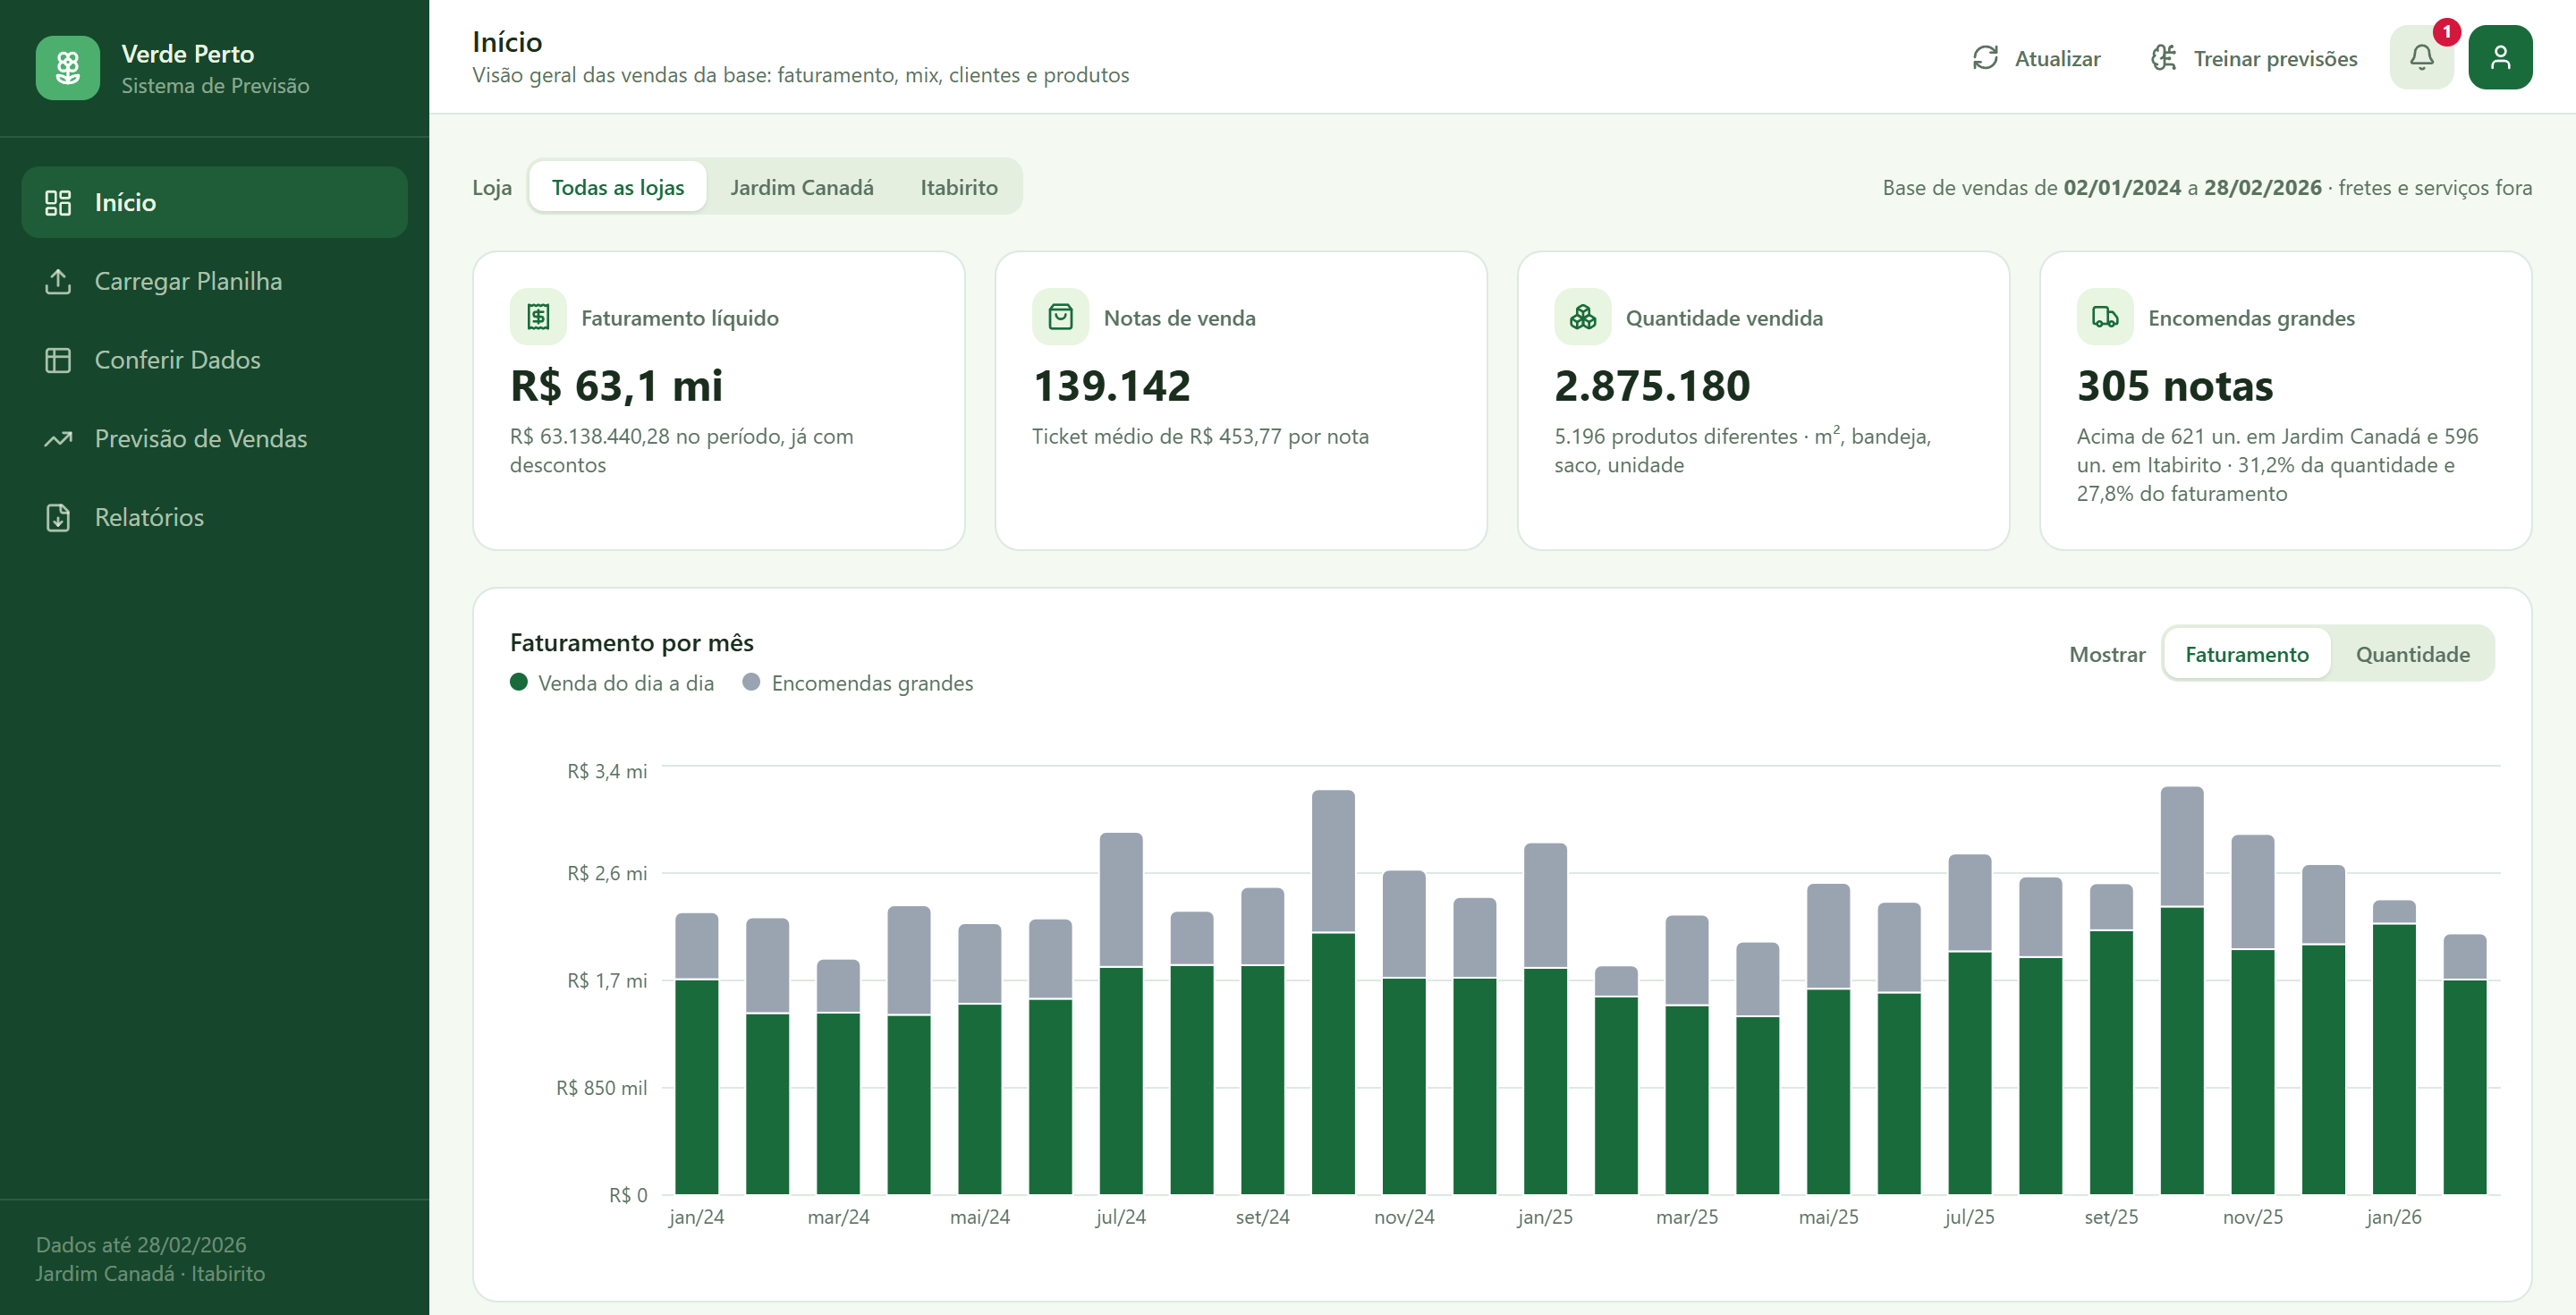 Verde Perto
Sistema de Previsão
Início
Carregar Planilha
Conferir Dados
Previsão de Vendas
Relatórios
Dados até 28/02/2026
Jardim Canadá · Itabirito
Início
Visão geral das vendas da base: faturamento, mix, clientes e produtos
Atualizar
Treinar previsões
1
Loja
Todas as lojas
Jardim Canadá
Itabirito
Base de vendas de 02/01/2024 a 28/02/2026 · fretes e serviços fora
Faturamento líquido
R$ 63,1 mi
R$ 63.138.440,28 no período, já com
descontos
Notas de venda
139.142
Ticket médio de R$ 453,77 por nota
Quantidade vendida
2.875.180
5.196 produtos diferentes · m², bandeja,
saco, unidade
Encomendas grandes
305 notas
Acima de 621 un. em Jardim Canadá e 596
un. em Itabirito · 31,2% da quantidade e
27,8% do faturamento
Faturamento por mês
Venda do dia a dia
Encomendas grandes
Mostrar
Faturamento
Quantidade
R$ 3,4 mi
R$ 2,6 mi
R$ 1,7 mi
R$ 850 mil
R$ 0
jan/24
mar/24
mai/24
jul/24
set/24
nov/24
jan/25
mar/25
mai/25
jul/25
set/25
nov/25
jan/26